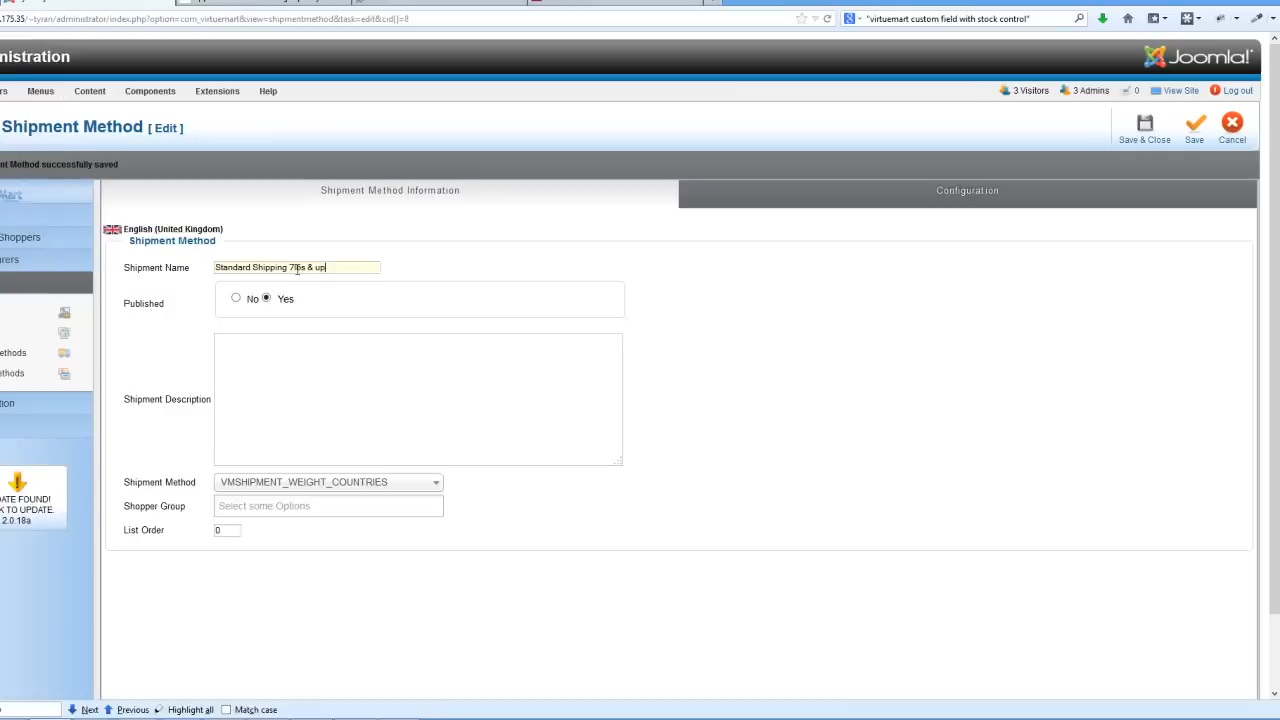 175.35/~tyran/administrator/index.php?option=com_virtuemart&view=shipmentmethod&task=edit&cid[]=8
"virtuemart custom field with stock control"
nistration
Joomla!
rs Menus Content Components Extensions Help
3 Visitors 3 Admins 0 View Site Log out
Shipment Method [ Edit ]
Save & Close Save Cancel
nt Method successfully saved
Mart
Shipment Method Information
Configuration
English (United Kingdom)
Shipment Method
Shoppers
rers
Shipment Name Standard Shipping & up
Published No Yes
ethods
ethods
Shipment Description
tion
Shipment Method VMSHIPMENT_WEIGHT_COUNTRIES
Shopper Group Select some Options
List Order 0
ATE FOUND!
K TO UPDATE.
2.0.18a
Next Previous Highlight all Match case